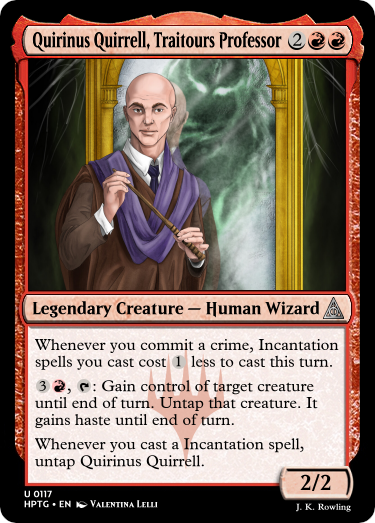 Quirinus Quirrell, Traitours Professor 2
Legendary Creature — Human Wizard
Whenever you commit a crime, Incantation
spells you cast cost 1 less to cast this turn.
3, : Gain control of target creature
until end of turn. Untap that creature. It
gains haste until end of turn.
Whenever you cast a Incantation spell,
untap Quirinus Quirrell.
2/2
U 0117
HPTG • EN Valentina Lelli
J. K. Rowling